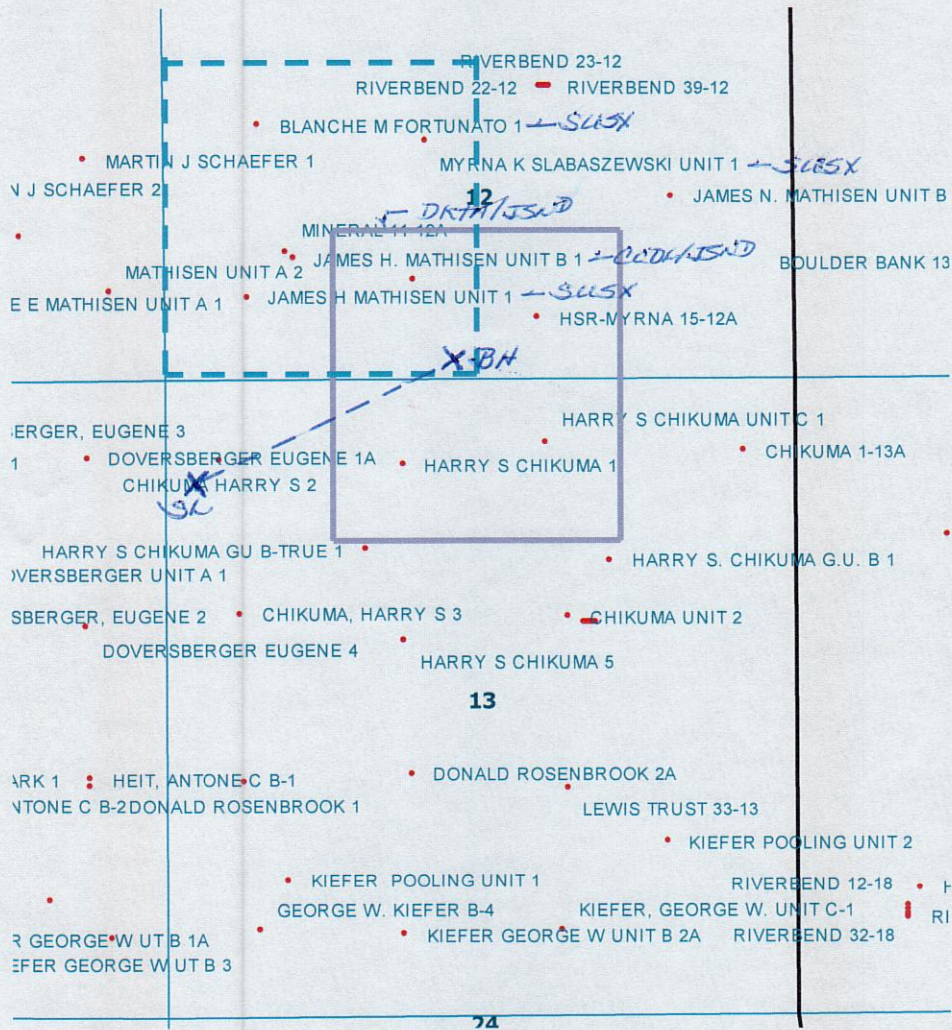 RIVERBEND 23-12
RIVERBEND 22-12 RIVERBEND 39-12
BLANCHE M FORTUNATO 1 ← SUSX
MARTIN J SCHAEFER 1
MYRNA K SLABASZEWSKI UNIT 1 ← SUSX
N J SCHAEFER 2
12
JAMES N. MATHISEN UNIT B
← DKTA/JSND
MINERAL 11-12A
JAMES H. MATHISEN UNIT B 1 ← CODL/JSND
BOULDER BANK 13
MATHISEN UNIT A 2
E E MATHISEN UNIT A 1
JAMES H MATHISEN UNIT 1 ← SUSX
HSR-MYRNA 15-12A
X-BH
HARRY S CHIKUMA UNIT C 1
ERGER, EUGENE 3
1
DOVERSBERGER EUGENE 1A
HARRY S CHIKUMA 1
CHIKUMA 1-13A
CHIKUMA HARRY S 2
X
SL
HARRY S CHIKUMA GU B-TRUE 1
HARRY S. CHIKUMA G.U. B 1
OVERSBERGER UNIT A 1
SBERGER, EUGENE 2
CHIKUMA, HARRY S 3
CHIKUMA UNIT 2
DOVERSBERGER EUGENE 4
HARRY S CHIKUMA 5
13
ARK 1
HEIT, ANTONE C B-1
DONALD ROSENBROOK 2A
NTONE C B-2 DONALD ROSENBROOK 1
LEWIS TRUST 33-13
KIEFER POOLING UNIT 2
KIEFER POOLING UNIT 1
RIVERBEND 12-18
H
GEORGE W. KIEFER B-4
KIEFER, GEORGE W. UNIT C-1
RI
R GEORGE W UT B 1A
KIEFER GEORGE W UNIT B 2A
RIVERBEND 32-18
EFER GEORGE W UT B 3
24